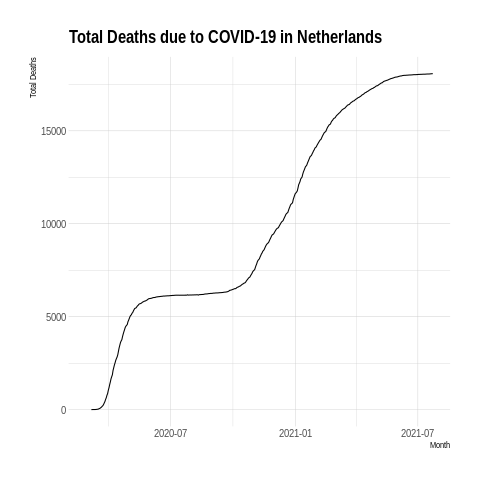 Total Deaths due to COVID-19 in Netherlands
Total Deaths
15000
10000
5000
0
2020-07 2021-01 2021-07
Month